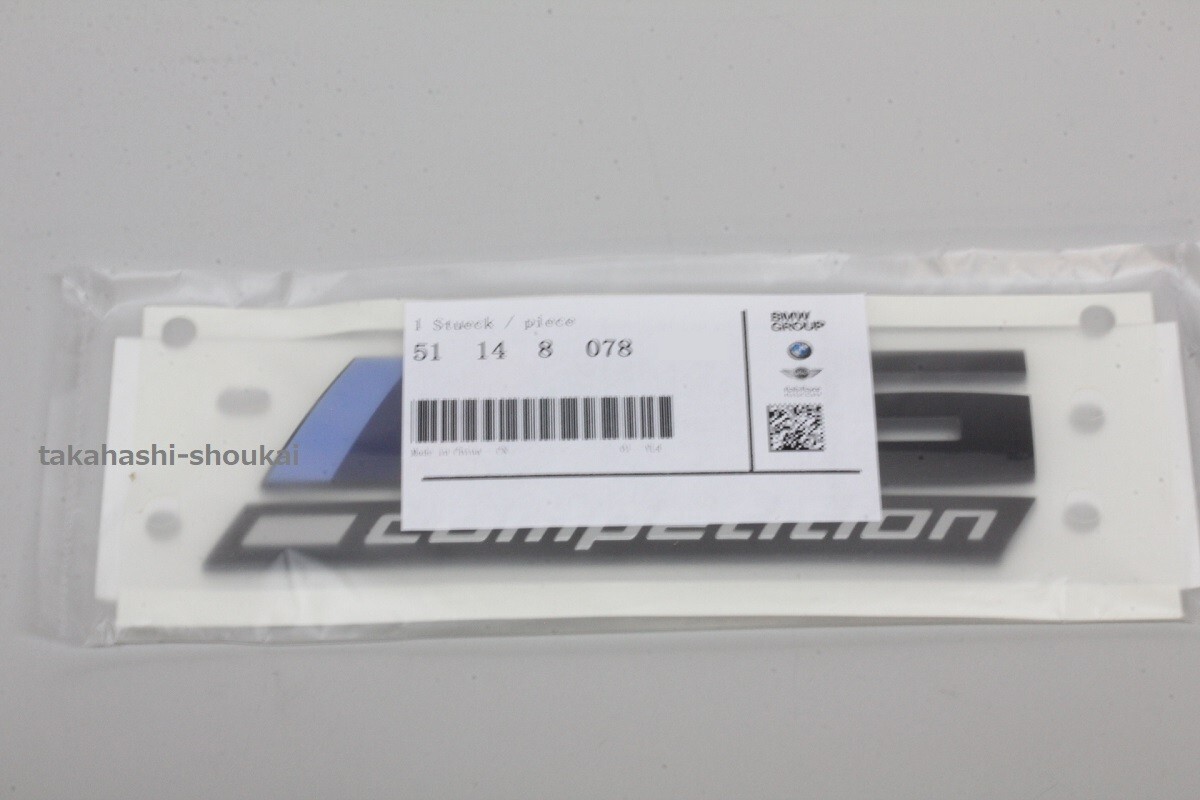 1 Stueck / piece
51 14 8 078
BMW
GROUP
takahashi-shoukai
competition